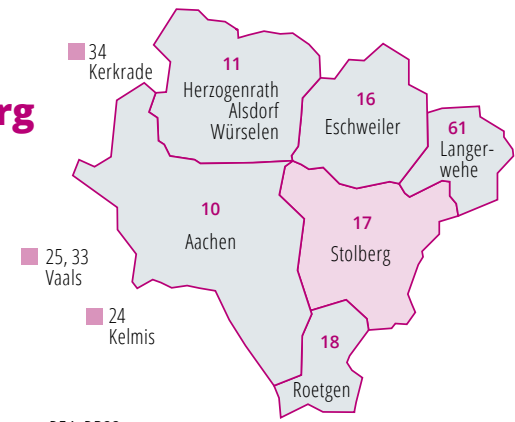 34
Kerkrade
11
Herzogenrath
Alsdorf
Würselen
16
Eschweiler
rg
61
Langer-
wehe
10
Aachen
17
Stolberg
25, 33
Vaals
24
Kelmis
18
Roetgen